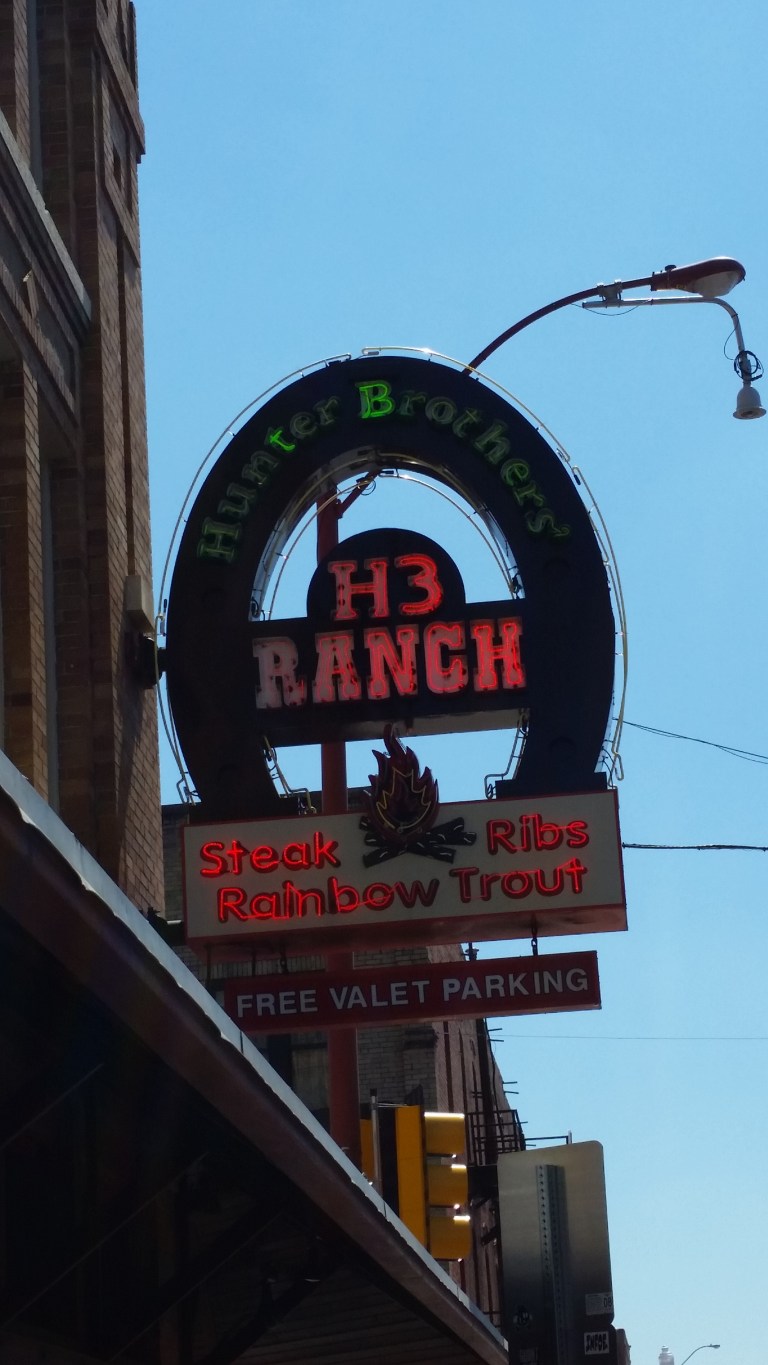 Hunter Brothers'
H3
RANCH
Steak Ribs
Rainbow Trout
FREE VALET PARKING